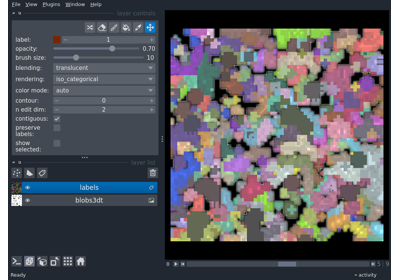 File View Plugins Window Help
layer controls
label: 1
opacity: 0.70
brush size: 10
blending: translucent
rendering: iso_categorical
color mode: auto
contour: 0
n edit dim: 2
contiguous:
preserve
labels:
show
selected:
layer list
labels
blobs3dt
Ready
activity